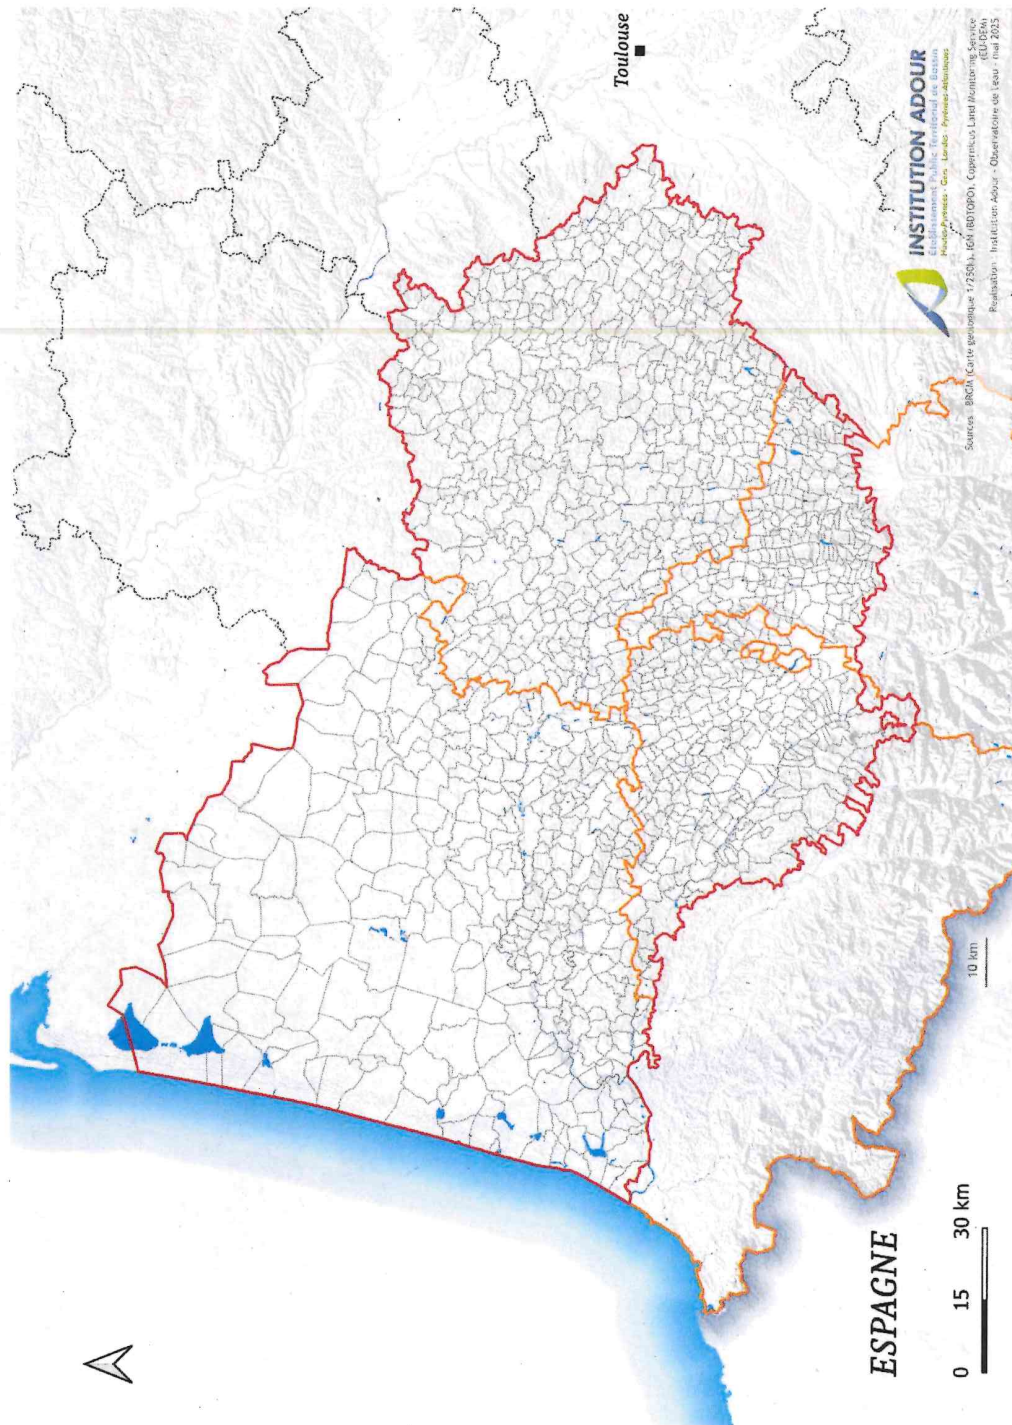 Toulouse
INSTITUTION ADOUR
Etablissement Public Territorial de Bassin
Hautes-Pyrénées - Gers - Landes - Pyrénées-Atlantiques
Sources : BRGM (Carte géologique 1/250k), IGN (BDTOPO), Copernicus Land Monitoring Service
(EU-DEM)
Réalisation : Institution Adour - Observatoire de l'eau - mai 2025
10 km
ESPAGNE
0 15 30 km